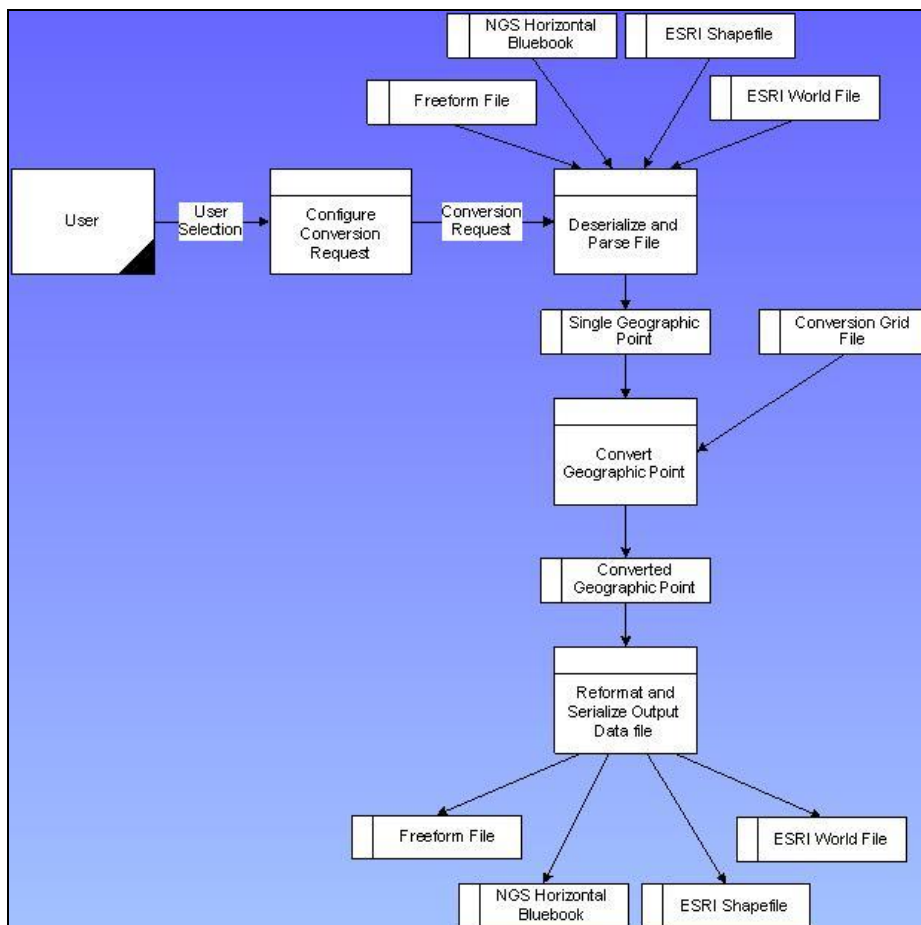 NGS Horizontal
Bluebook
ESRI Shapefile
Freeform File
ESRI World File
User
User
Selection
Configure
Conversion
Request
Conversion
Request
Deserialize and
Parse File
Single Geographic
Point
Conversion Grid
File
Convert
Geographic Point
Converted
Geographic Point
Reformat and
Serialize Output
Data file
Freeform File
ESRI World File
NGS Horizontal
Bluebook
ESRI Shapefile